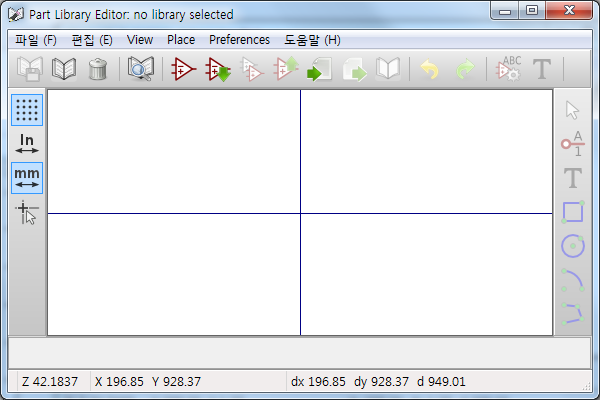 Part Library Editor: no library selected
파일 (F) 편집 (E) View Place Preferences 도움말 (H)
ABC
T
In
mm
A
1
T
Z 42.1837 X 196.85 Y 928.37 dx 196.85 dy 928.37 d 949.01